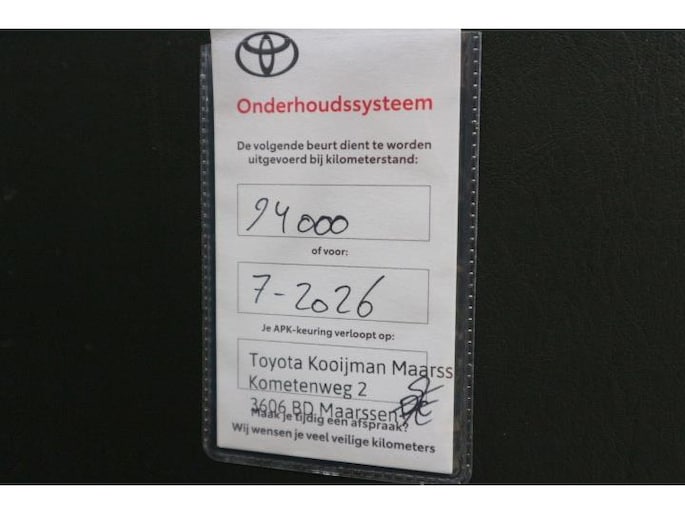 Onderhoudssysteem
De volgende beurt dient te worden
uitgevoerd bij kilometerstand:
94000
of voor:
7-2026
Je APK-keuring verloopt op:
Toyota Kooijman Maarss
Kometenweg 2
3606 BD Maarssen
Maak je tijdig een afspraak?
Wij wensen je veel veilige kilometers